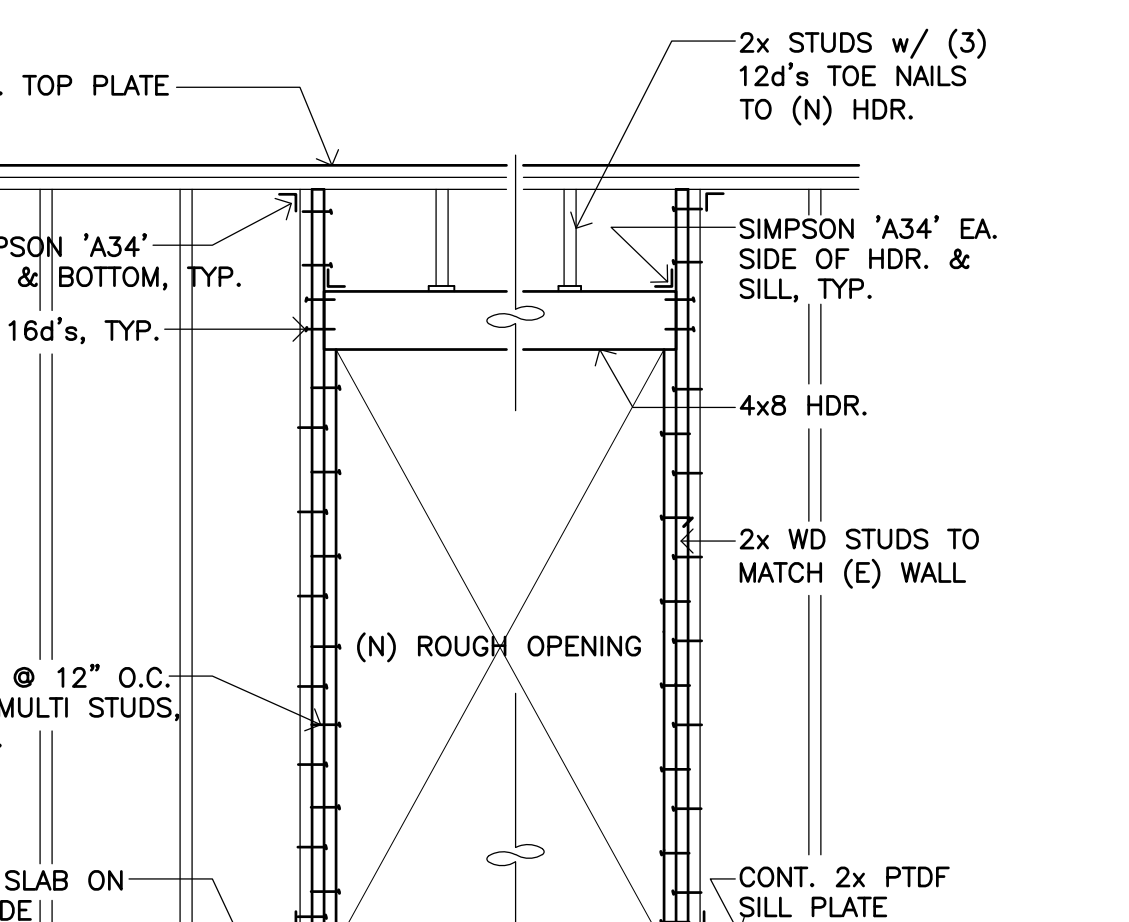 2x STUDS w/ (3)
12d's TOE NAILS
TO (N) HDR.
. TOP PLATE
PSON 'A34'
& BOTTOM, TYP.
SIMPSON 'A34' EA.
SIDE OF HDR. &
SILL, TYP.
16d's, TYP.
4x8 HDR.
2x WD STUDS TO
MATCH (E) WALL
(N) ROUGH OPENING
@ 12" O.C.
MULTI STUDS,
.
SLAB ON
DE
CONT. 2x PTDF
SILL PLATE